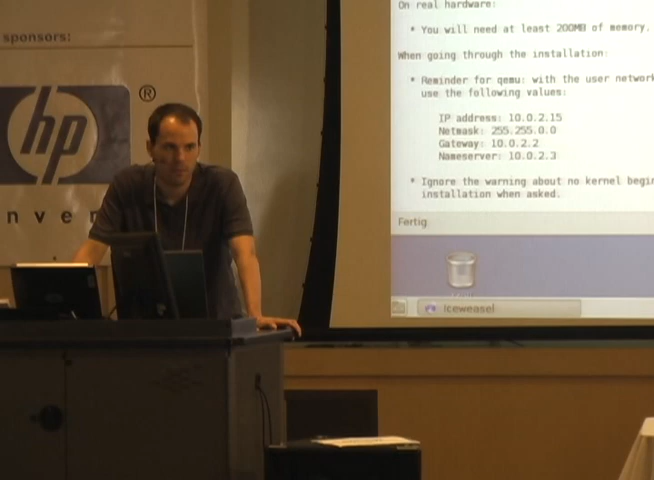 sponsors:
hp
®
nven
On real hardware:
* You will need at least 200MB of memory.
When going through the installation:
* Reminder for qemu: with the user network
use the following values:
IP address: 10.0.2.15
Netmask: 255.255.0.0
Gateway: 10.0.2.2
Nameserver: 10.0.2.3
* Ignore the warning about no kernel begin
installation when asked.
Fertig
Iceweasel